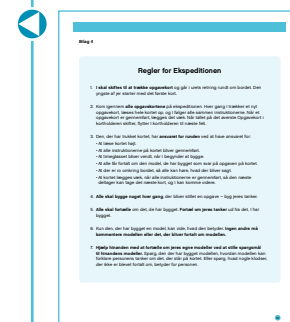 Bilag 4
Regler for Ekspeditionen
1. I skal skiftes til at trække opgavekort og går i urets retning rundt om bordet. Den
yngste af jer starter med det første kort.
2. Kom igennem alle opgavekortene på ekspeditionen. Hver gang I trækker et nyt
opgavekort, læses hele kortet op, og I følger alle sammen instruktionerne. Når et
opgavekort er gennemført, lægges det væk. Når tallet på det øverste Opgavekort i
kortholderen skifter, flytter I kortholderen til næste felt.
3. Den, der har trukket kortet, har ansvaret for runden ved at have ansvaret for:
- At læse kortet højt.
- At alle instruktionerne på kortet bliver gennemført.
- At timeglasset bliver vendt, når I begynder at bygge.
- At alle får fortalt om den model, de har bygget som svar på opgaven på kortet.
- At der er ro omkring bordet, så alle kan høre, hvad der bliver sagt.
- At kortet lægges væk, når alle instruktionerne er gennemført, så den næste
deltager kan tage det næste kort, og I kan komme videre.
4. Alle skal bygge noget hver gang, der bliver stillet en opgave – byg jeres tanker.
5. Alle skal fortælle om det, de har bygget. Fortæl om jeres tanker ud fra det, I har
bygget.
6. Kun den, der har bygget en model, kan vide, hvad den betyder. Ingen andre må
kommentere modellen eller det, der bliver fortalt om modellen.
7. Hjælp hinanden med at fortælle om jeres egne modeller ved at stille spørgsmål
til hinandens modeller. Spørg den der har bygget modellen, hvordan modellen kan
forklare personens tanker om det, der står på kortet. Eller spørg, hvad nogle klodser,
der ikke er blevet fortalt om, betyder for personen.